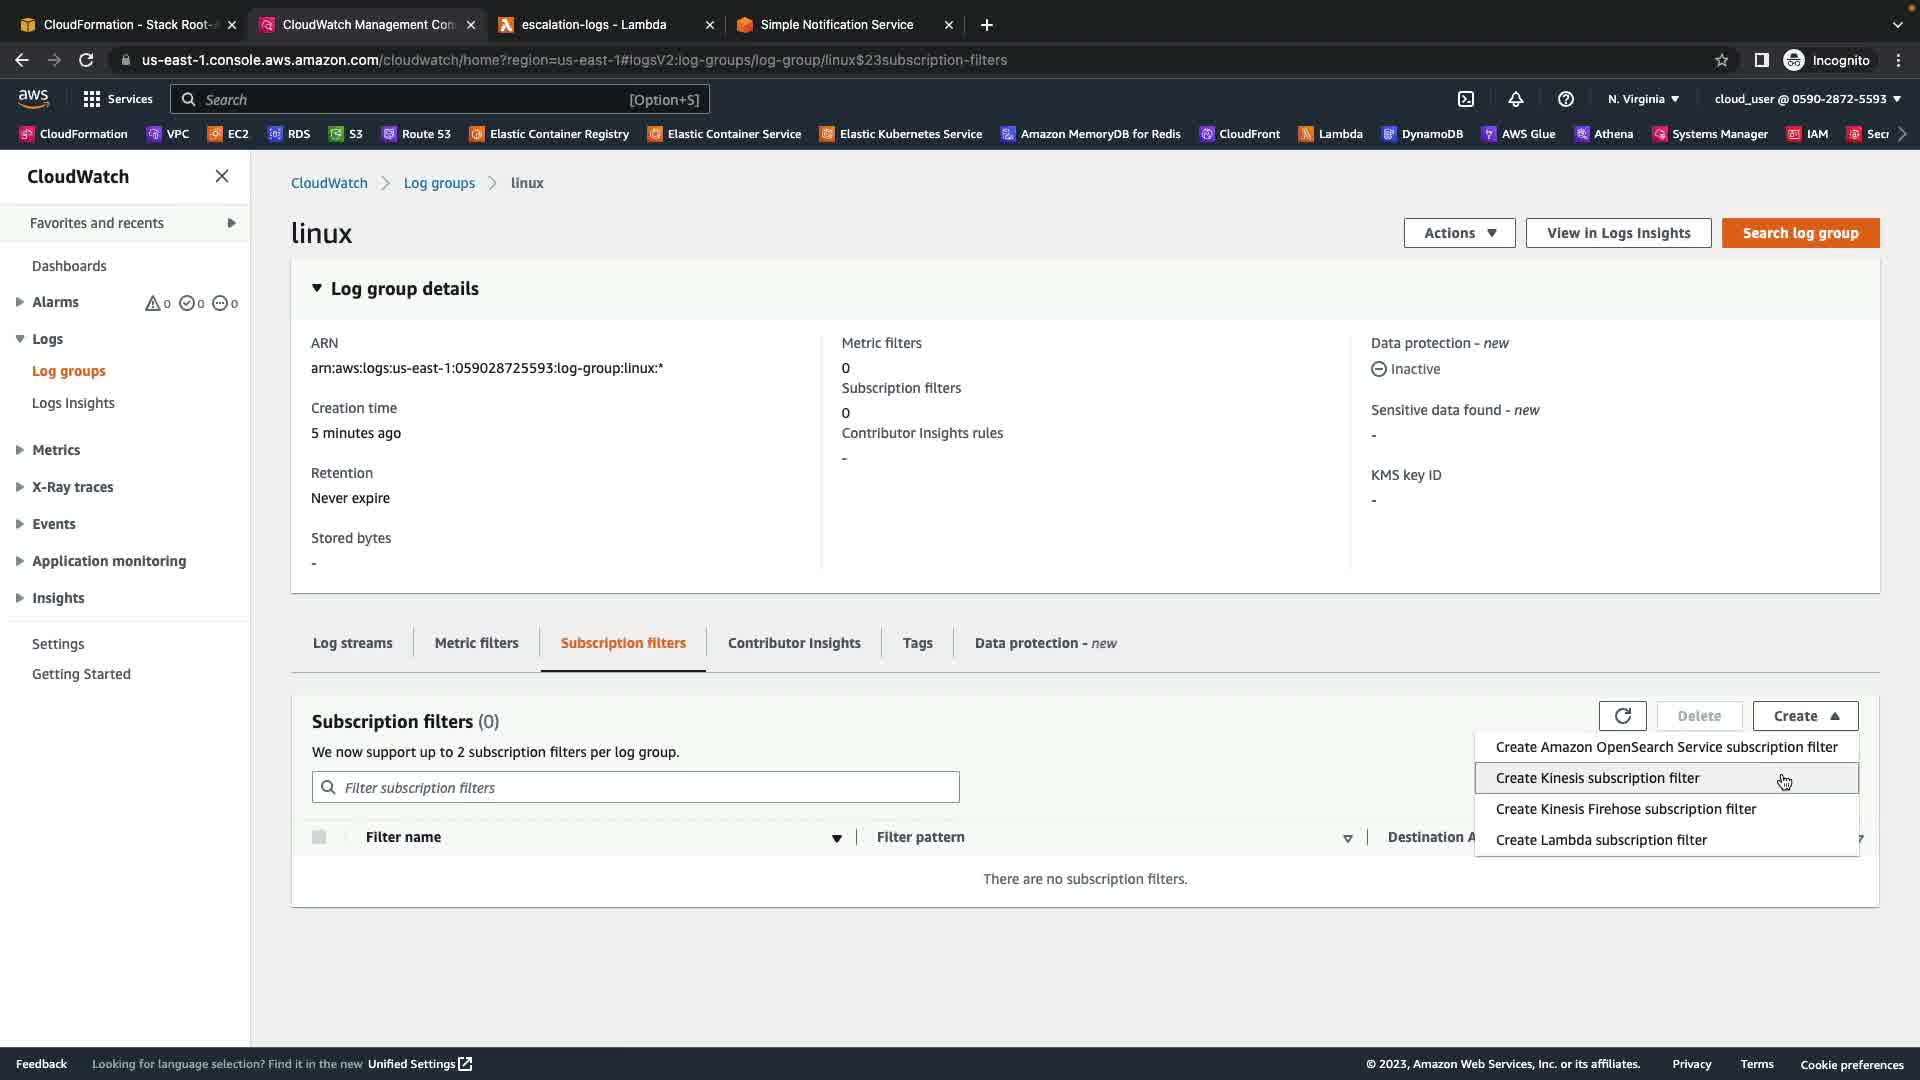 CloudFormation - Stack Root-
CloudWatch Management Con
escalation-logs - Lambda
Simple Notification Service
us-east-1.console.aws.amazon.com/cloudwatch/home?region=us-east-1#logsV2:log-groups/log-group/linux$23subscription-filters
Incognito
aws
Services
Search
[Option+S]
N. Virginia
cloud_user @ 0590-2872-5593
CloudFormation
VPC
EC2
RDS
S3
Route 53
Elastic Container Registry
Elastic Container Service
Elastic Kubernetes Service
Amazon MemoryDB for Redis
CloudFront
Lambda
DynamoDB
AWS Glue
Athena
Systems Manager
IAM
Secr
CloudWatch
Favorites and recents
Dashboards
Alarms
0
0
0
Logs
Log groups
Logs Insights
Metrics
X-Ray traces
Events
Application monitoring
Insights
Settings
Getting Started
CloudWatch
Log groups
linux
linux
Actions
View in Logs Insights
Search log group
Log group details
ARN
arn:aws:logs:us-east-1:059028725593:log-group:linux:*
Creation time
5 minutes ago
Retention
Never expire
Stored bytes
-
Metric filters
0
Subscription filters
0
Contributor Insights rules
-
Data protection - new
Inactive
Sensitive data found - new
-
KMS key ID
-
Log streams
Metric filters
Subscription filters
Contributor Insights
Tags
Data protection - new
Subscription filters (0)
We now support up to 2 subscription filters per log group.
Filter subscription filters
Delete
Create
Create Amazon OpenSearch Service subscription filter
Create Kinesis subscription filter
Create Kinesis Firehose subscription filter
Create Lambda subscription filter
Filter name
Filter pattern
Destination A
There are no subscription filters.
Feedback
Looking for language selection? Find it in the new Unified Settings
© 2023, Amazon Web Services, Inc. or its affiliates.
Privacy
Terms
Cookie preferences